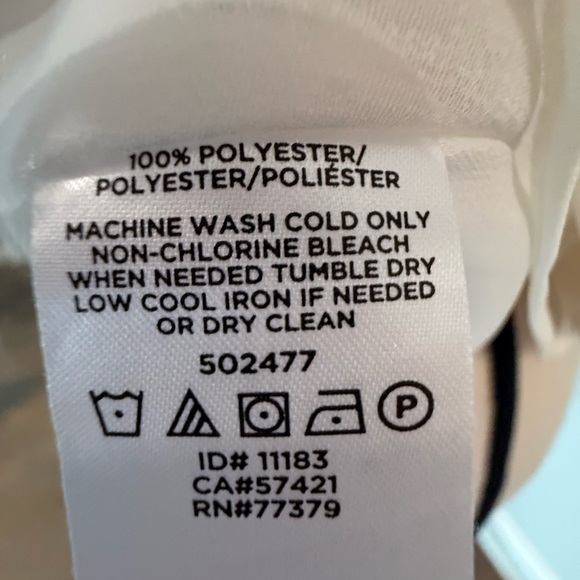 100% POLYESTER/
POLYESTER/POLIÉSTER
MACHINE WASH COLD ONLY
NON-CHLORINE BLEACH
WHEN NEEDED TUMBLE DRY
LOW COOL IRON IF NEEDED
OR DRY CLEAN
502477
P
ID# 11183
CA#57421
RN#77379